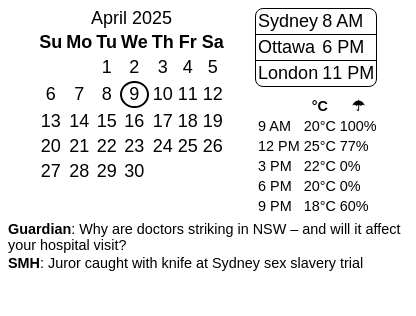 April 2025
Su Mo Tu We Th Fr Sa
1 2 3 4 5
6 7 8 9 10 11 12
13 14 15 16 17 18 19
20 21 22 23 24 25 26
27 28 29 30
Sydney 8 AM
Ottawa 6 PM
London 11 PM
°C ☂
9 AM 20°C 100%
12 PM 25°C 77%
3 PM 22°C 0%
6 PM 20°C 0%
9 PM 18°C 60%
Guardian: Why are doctors striking in NSW – and will it affect
your hospital visit?
SMH: Juror caught with knife at Sydney sex slavery trial